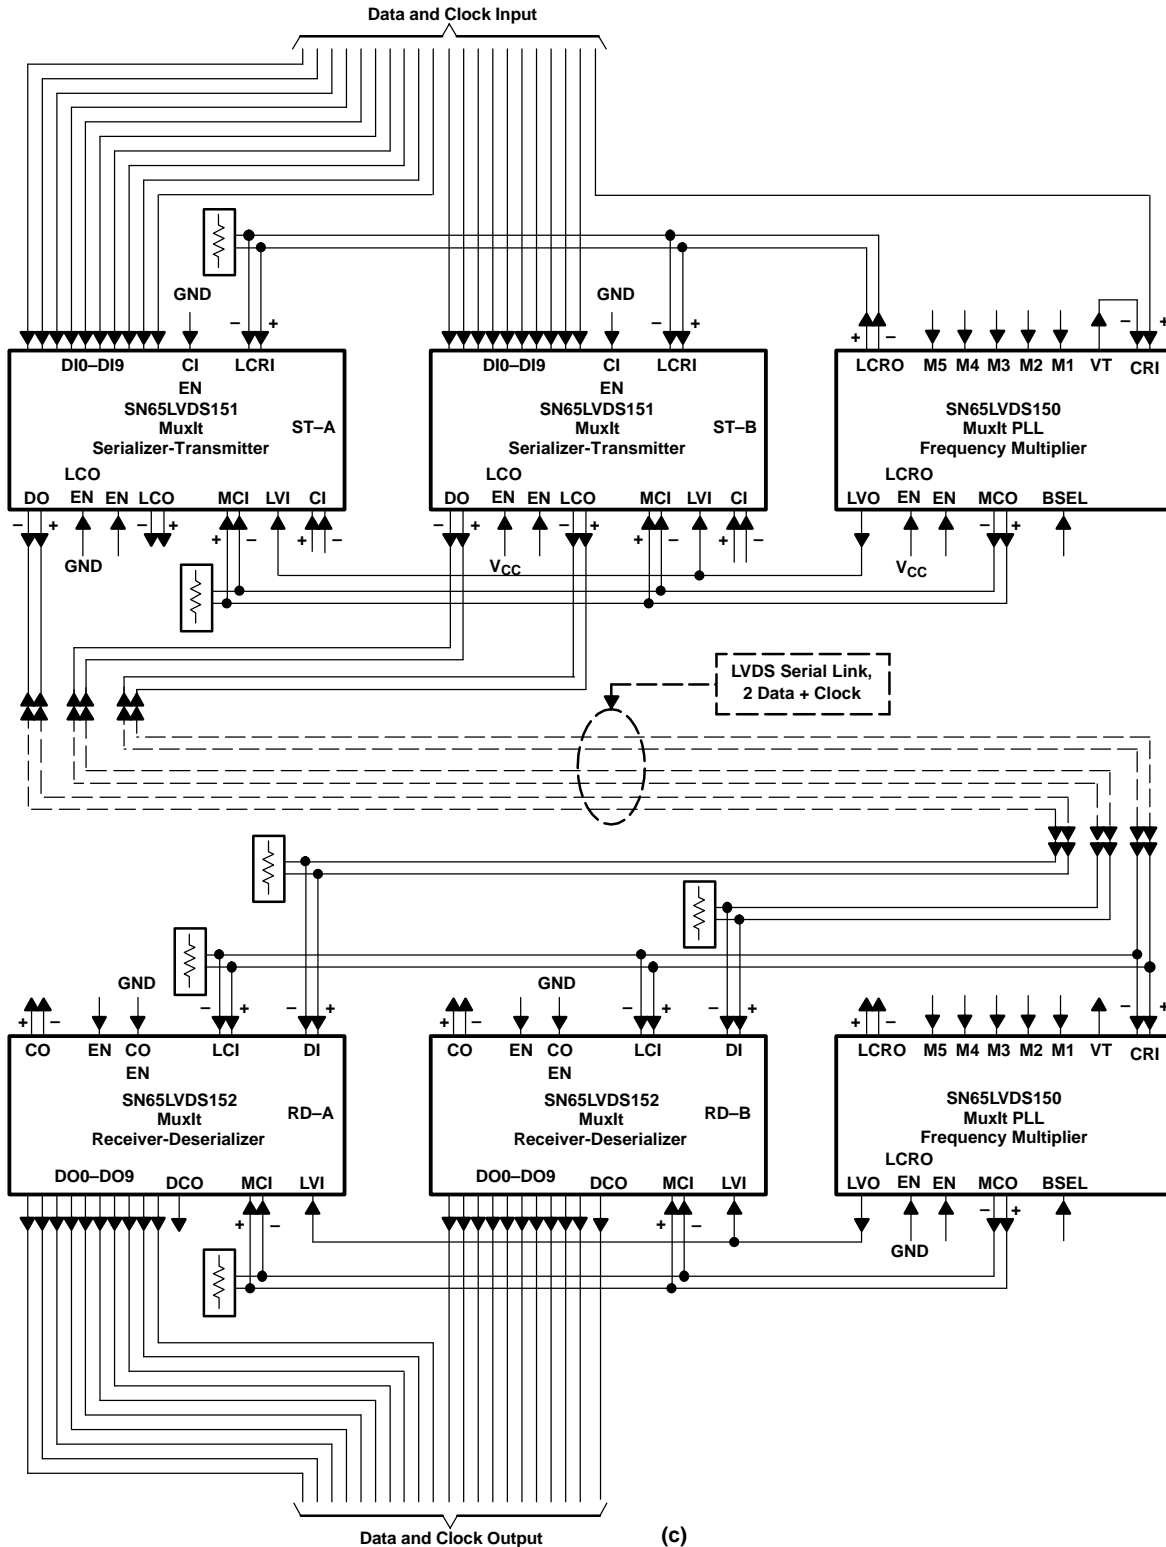 Data and Clock Input
GND
GND
– +
– +
+ –
– +
DI0–DI9 CI LCRI
EN
SN65LVDS151
MuxIt
Serializer-Transmitter
ST–A
LCO
DO EN EN LCO MCI LVI CI
– +
– +
+ –
+ –
GND
DI0–DI9 CI LCRI
EN
SN65LVDS151
MuxIt
Serializer-Transmitter
ST–B
LCO
DO EN EN LCO MCI LVI CI
– +
– +
+ –
+ –
VCC
LCRO M5 M4 M3 M2 M1 VT CRI
SN65LVDS150
MuxIt PLL
Frequency Multiplier
LCRO
LVO EN EN MCO BSEL
– +
VCC
LVDS Serial Link,
2 Data + Clock
GND
GND
+ –
– +
– +
+ –
– +
– +
+ –
– +
CO EN CO LCI DI
EN
SN65LVDS152
MuxIt
Receiver-Deserializer
RD–A
DO0–DO9 DCO MCI LVI
+ –
CO EN CO LCI DI
EN
SN65LVDS152
MuxIt
Receiver-Deserializer
RD–B
DO0–DO9 DCO MCI LVI
+ –
LCRO M5 M4 M3 M2 M1 VT CRI
SN65LVDS150
MuxIt PLL
Frequency Multiplier
LCRO
LVO EN EN MCO BSEL
– +
GND
Data and Clock Output
(c)